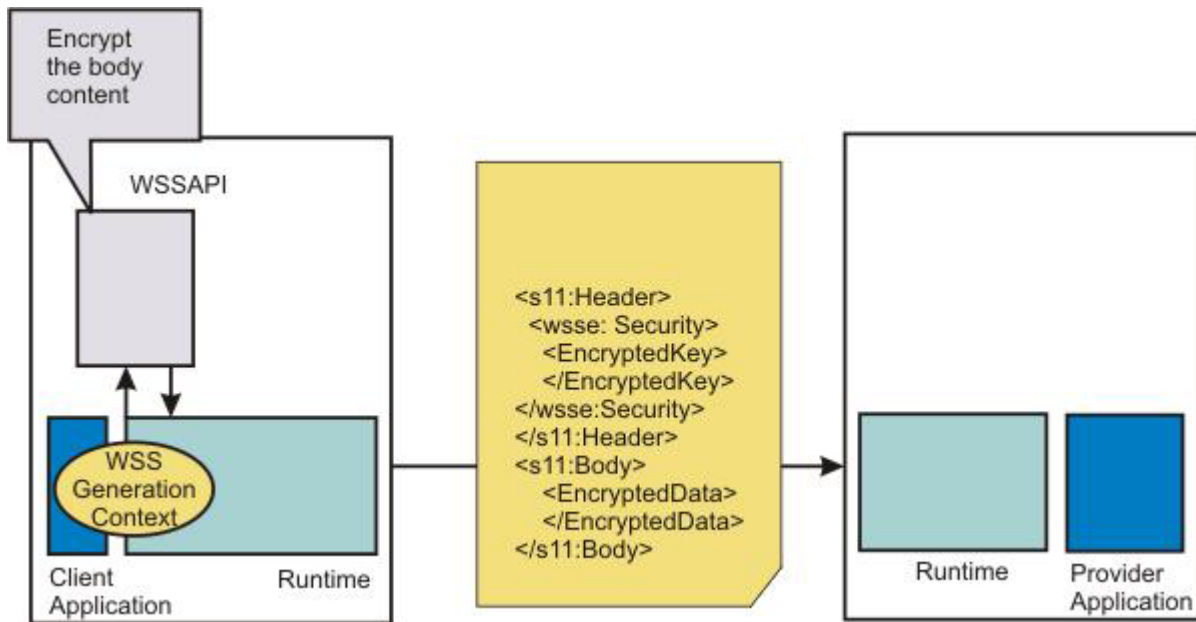 Encrypt
the body
content
WSSAPI
WSS
Generation
Context
Client
Application
Runtime
<s11:Header>
<wsse: Security>
<EncryptedKey>
</EncryptedKey>
</wsse:Security>
</s11:Header>
<s11:Body>
<EncryptedData>
</EncryptedData>
</s11:Body>
Runtime
Provider
Application